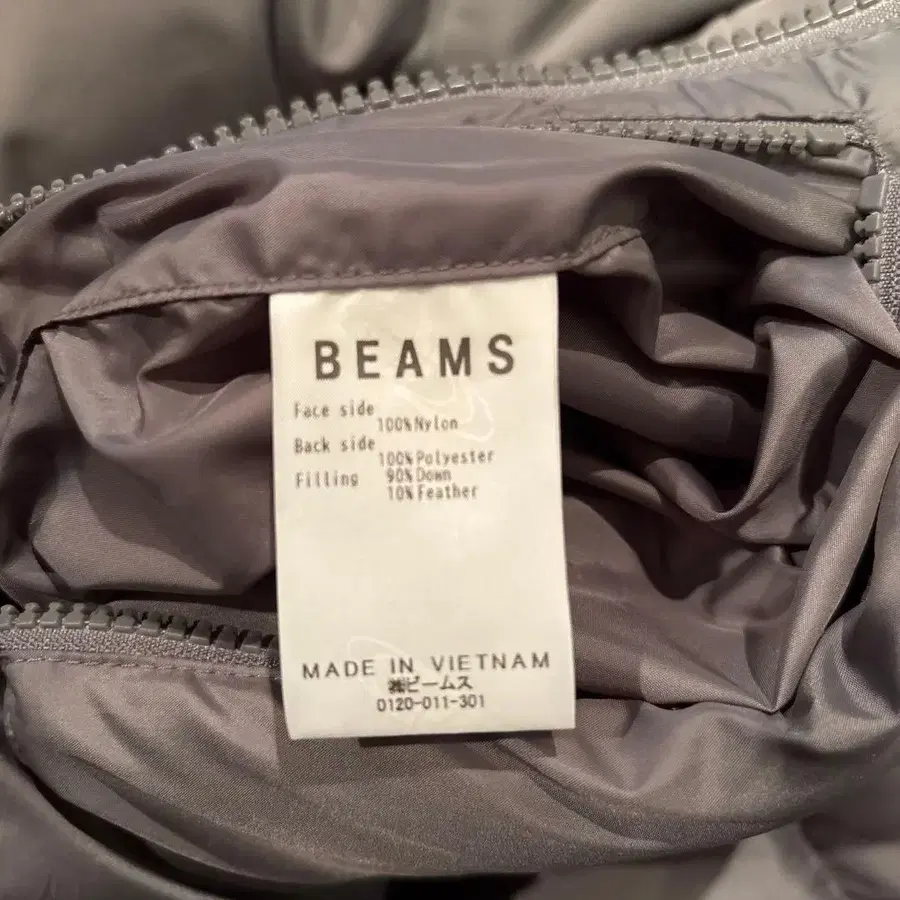 BEAMS
Face side
100%Nylon
Back side
100%Polyester
Filling 90%Down
10%Feather
MADE IN VIETNAM
㈱ビームス
0120-011-301